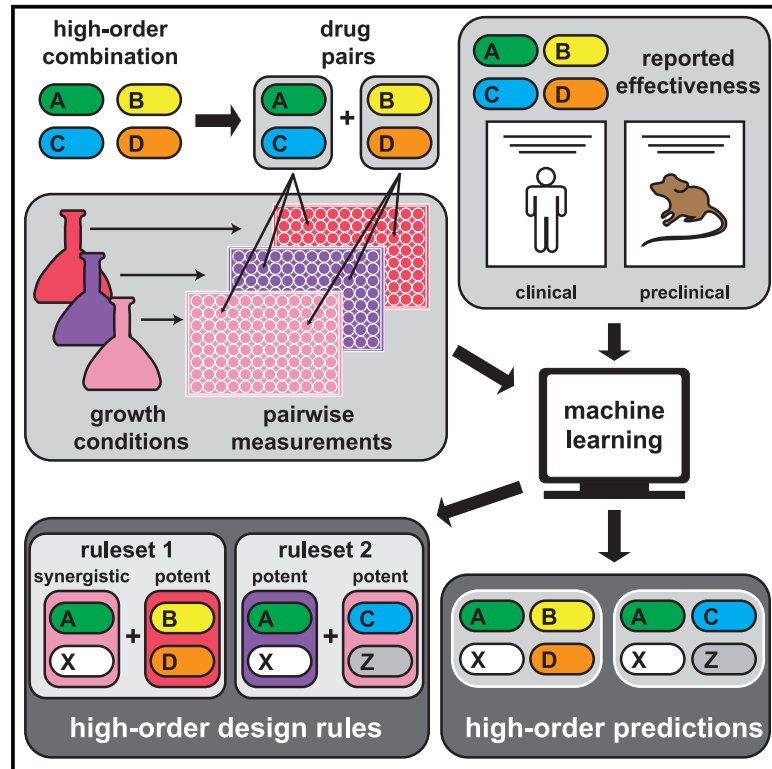 high-order
combination
A B
C D
drug
pairs
A + B
C D
A B
C D
reported
effectiveness
clinical preclinical
growth
conditions
pairwise
measurements
machine
learning
ruleset 1
synergistic potent
A + B
X D
ruleset 2
potent potent
A + C
X Z
high-order design rules
A B
X D
A C
X Z
high-order predictions